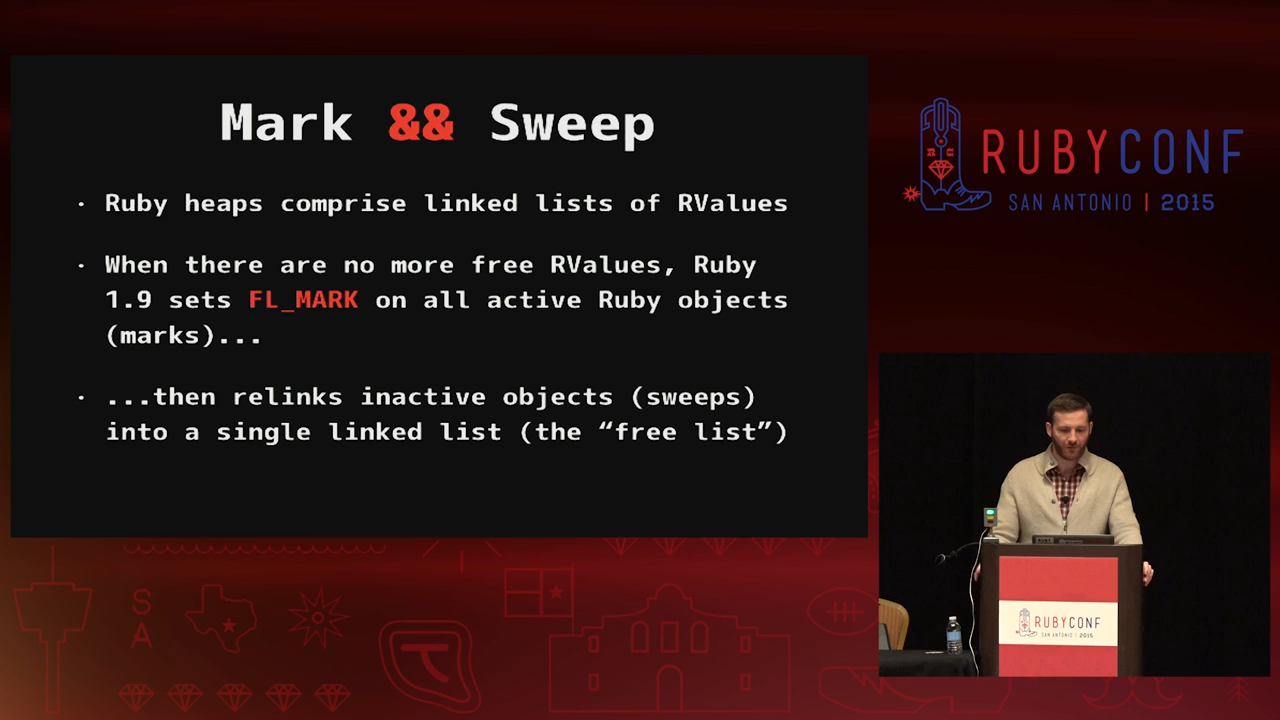 Mark && Sweep
· Ruby heaps comprise linked lists of RValues
· When there are no more free RValues, Ruby
1.9 sets FL_MARK on all active Ruby objects
(marks)...
· ...then relinks inactive objects (sweeps)
into a single linked list (the “free list”)
RUBYCONF
SAN ANTONIO | 2015
S
A
RUBYCONF
SAN ANTONIO | 2015